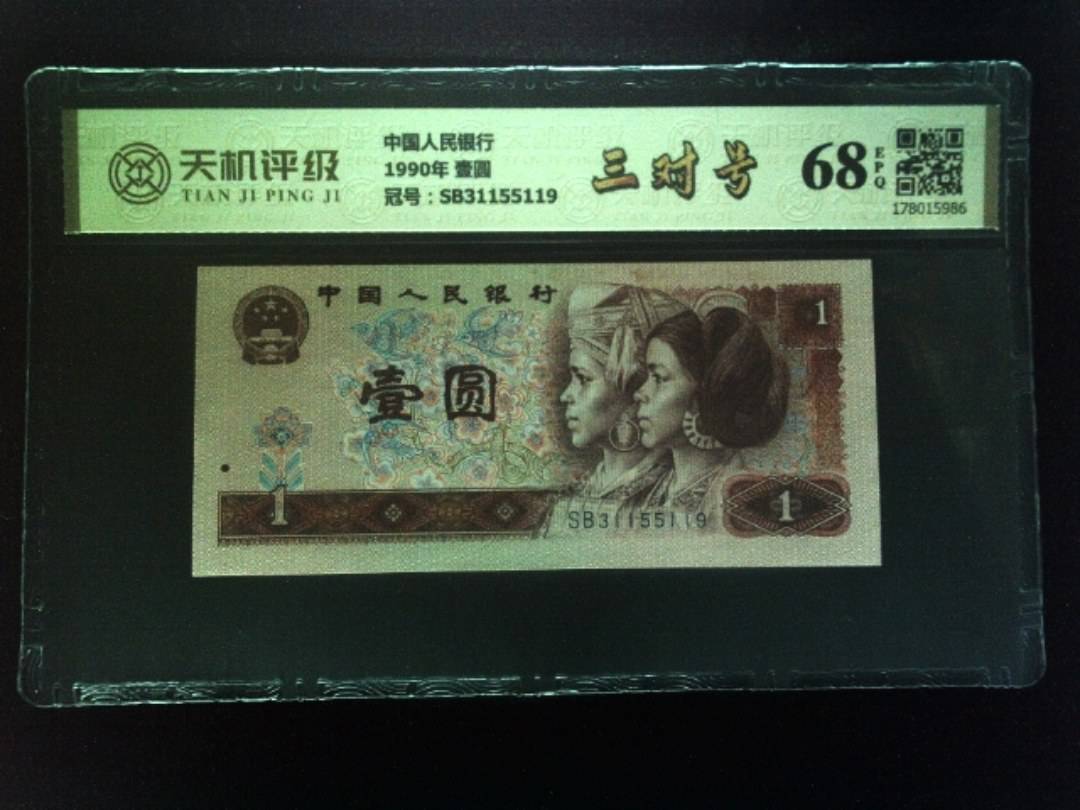 天机评级
TIAN JI PING JI
中国人民银行
1990年 壹圆
冠号：SB31155119
三对号
68
EPQ
178015986
中国人民银行
1
壹圆
1
SB31155119
1